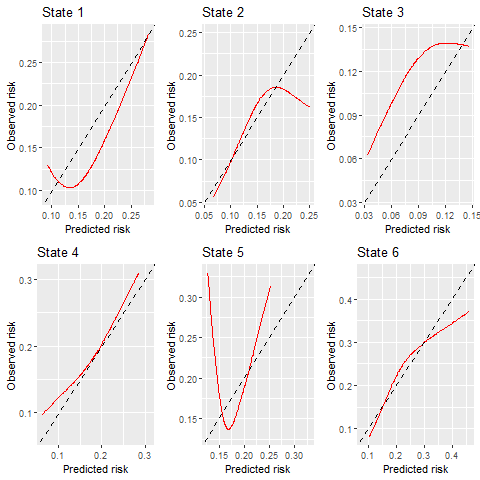 State 1
State 2
State 3
Observed risk
0.25
0.20
0.15
0.10
0.10
0.15
0.20
0.25
Predicted risk
Observed risk
0.25
0.20
0.15
0.10
0.05
0.05
0.10
0.15
0.20
0.25
Predicted risk
Observed risk
0.15
0.12
0.09
0.06
0.03
0.03
0.06
0.09
0.12
0.15
Predicted risk
State 4
State 5
State 6
Observed risk
0.3
0.2
0.1
0.1
0.2
0.3
Predicted risk
Observed risk
0.30
0.25
0.20
0.15
0.15
0.20
0.25
0.30
Predicted risk
Observed risk
0.4
0.3
0.2
0.1
0.1
0.2
0.3
0.4
Predicted risk